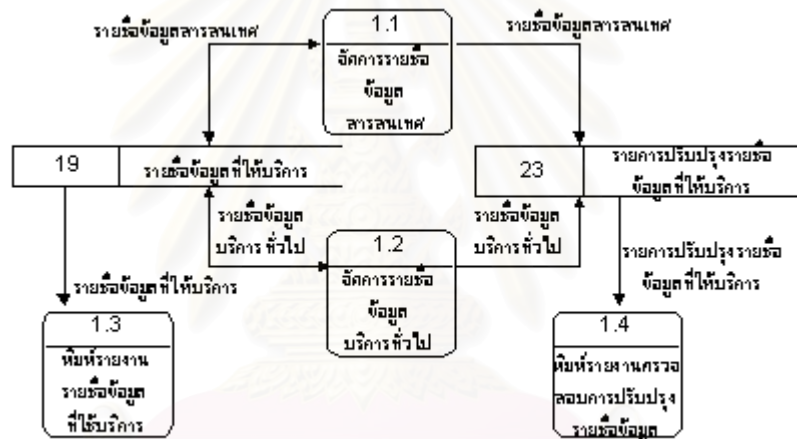 รายชื่อข้อมูลสารสนเทศ
1.1
จัดการรายชื่อ
ข้อมูล
สารสนเทศ
รายชื่อข้อมูลสารสนเทศ
19
รายชื่อข้อมูลที่ให้บริการ
23
รายการปรับปรุงรายชื่อ
ข้อมูลที่ให้บริการ
รายชื่อข้อมูล
บริการทั่วไป
1.2
จัดการรายชื่อ
ข้อมูล
บริการทั่วไป
รายชื่อข้อมูล
บริการทั่วไป
รายชื่อข้อมูลที่ให้บริการ
รายการปรับปรุงรายชื่อ
ข้อมูลที่ให้บริการ
1.3
พิมพ์รายงาน
รายชื่อข้อมูล
ที่ใช้บริการ
1.4
พิมพ์รายงานตรวจ
สอบการปรับปรุง
รายชื่อข้อมูล